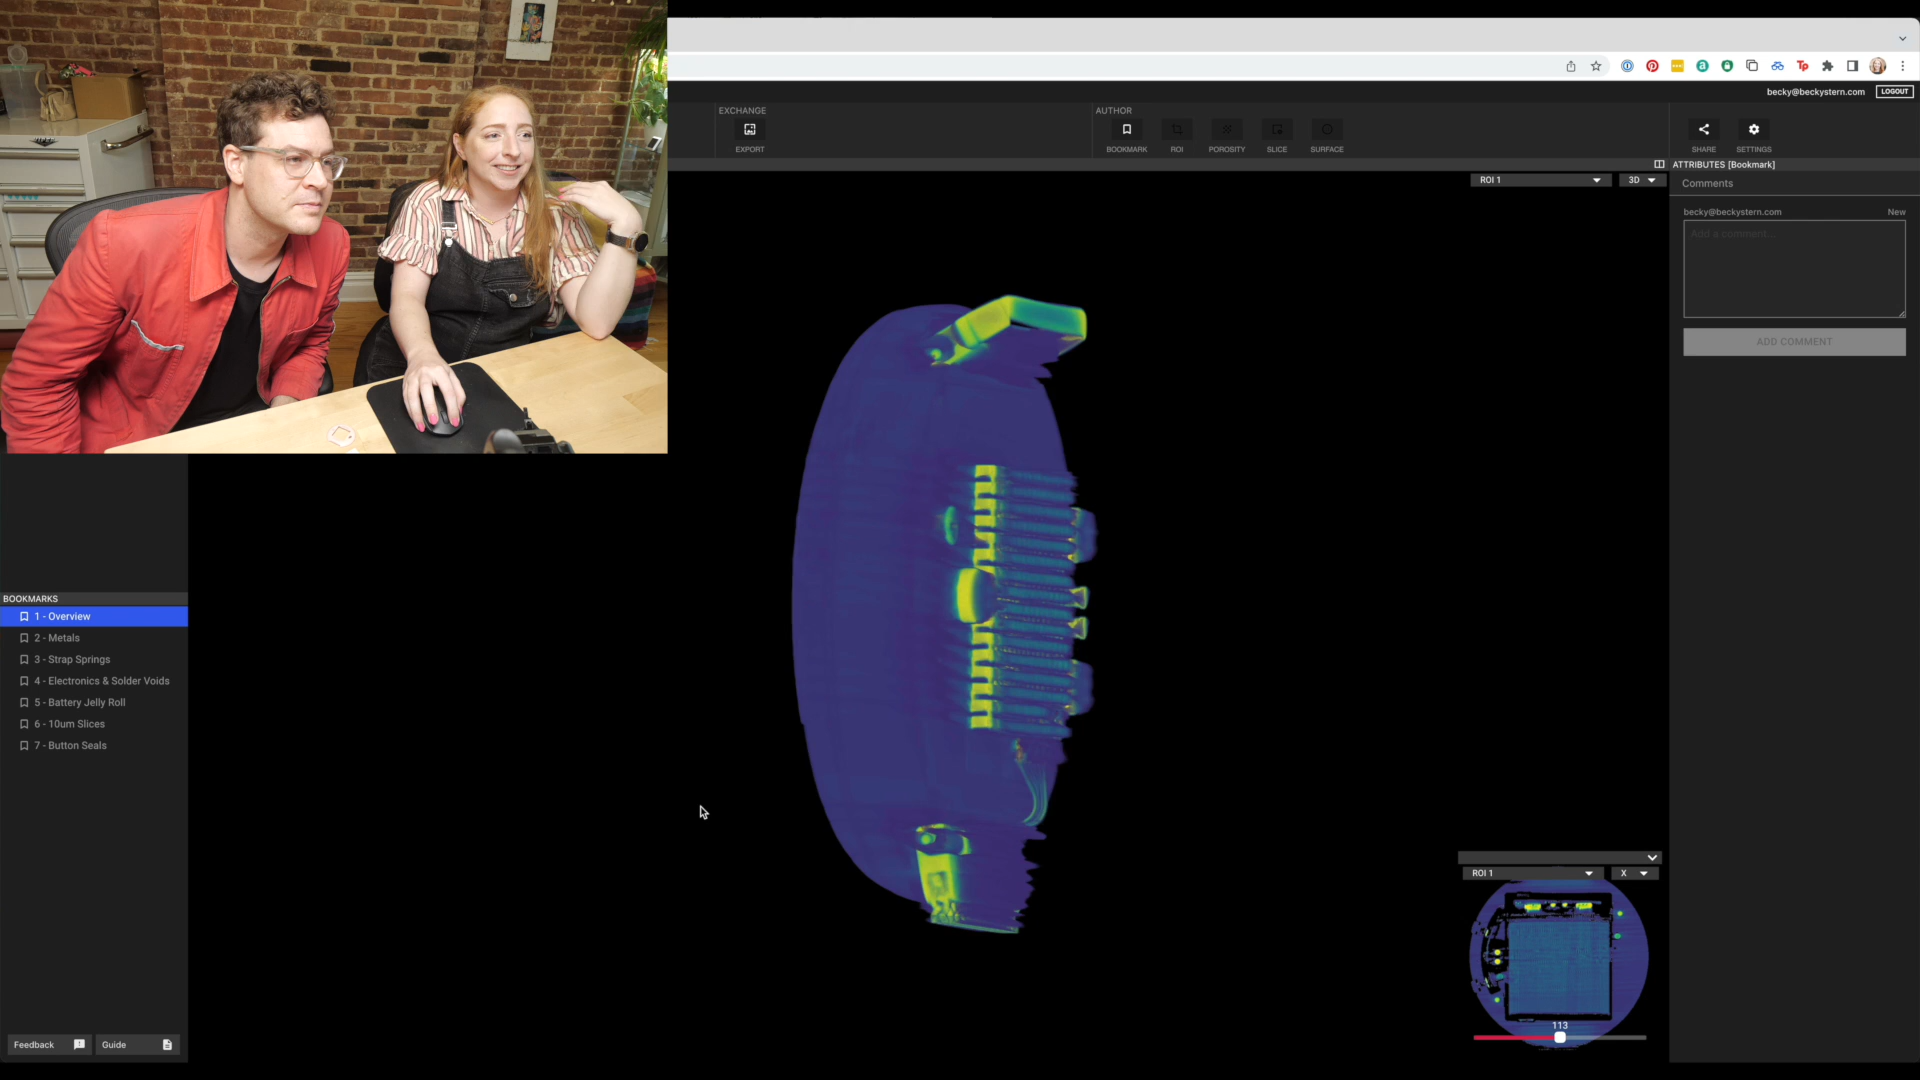 becky@beckystern.com LOGOUT
EXCHANGE
EXPORT
AUTHOR
BOOKMARK ROI POROSITY SLICE SURFACE
SHARE SETTINGS
ATTRIBUTES [Bookmark]
ROI 1 3D
Comments
becky@beckystern.com New
Add a comment...
ADD COMMENT
BOOKMARKS
1 - Overview
2 - Metals
3 - Strap Springs
4 - Electronics & Solder Voids
5 - Battery Jelly Roll
6 - 10um Slices
7 - Button Seals
ROI 1 X
113
Feedback Guide